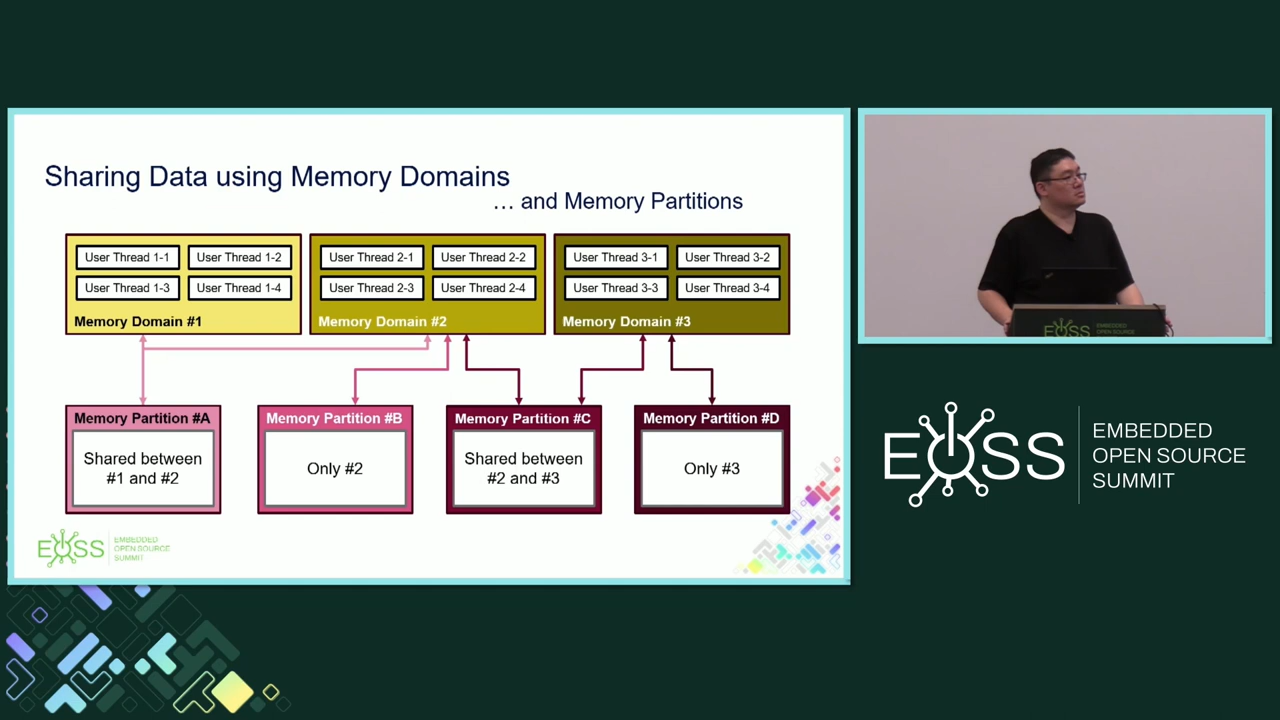 Sharing Data using Memory Domains
… and Memory Partitions
User Thread 1-1
User Thread 1-2
User Thread 1-3
User Thread 1-4
Memory Domain #1
User Thread 2-1
User Thread 2-2
User Thread 2-3
User Thread 2-4
Memory Domain #2
User Thread 3-1
User Thread 3-2
User Thread 3-3
User Thread 3-4
Memory Domain #3
Memory Partition #A
Shared between
#1 and #2
Memory Partition #B
Only #2
Memory Partition #C
Shared between
#2 and #3
Memory Partition #D
Only #3
EOSS
EMBEDDED
OPEN SOURCE
SUMMIT
EOSS
EMBEDDED
OPEN SOURCE
EOSS
EMBEDDED
OPEN SOURCE
SUMMIT